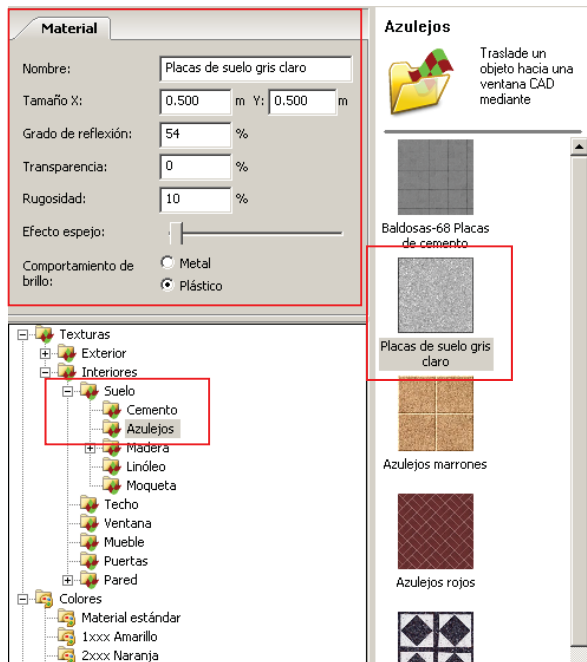 Material
Nombre:
Placas de suelo gris claro
Tamaño X:
0.500
m Y:
0.500
m
Grado de reflexión:
54
%
Transparencia:
0
%
Rugosidad:
10
%
Efecto espejo:
Comportamiento de
brillo:
Metal
Plástico
Texturas
Exterior
Interiores
Suelo
Cemento
Azulejos
Madera
Linóleo
Moqueta
Techo
Ventana
Mueble
Puertas
Pared
Colores
Material estándar
1xxx Amarillo
2xxx Naranja
Azulejos
Traslade un
objeto hacia una
ventana CAD
mediante
Baldosas-68 Placas
de cemento
Placas de suelo gris
claro
Azulejos marrones
Azulejos rojos